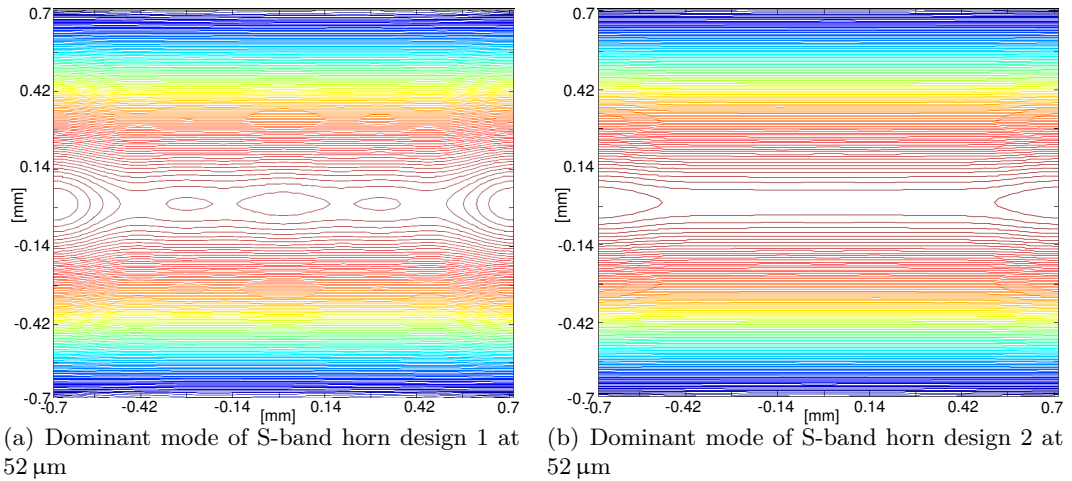 0.7
0.42
0.14
[mm]
-0.14
-0.42
-0.7
-0.7 -0.42 -0.14 0.14 0.42 0.7
[mm]
0.7
0.42
0.14
[mm]
-0.14
-0.42
-0.7
-0.7 -0.42 -0.14 0.14 0.42 0.7
[mm]
(a) Dominant mode of S-band horn design 1 at
52 µm
(b) Dominant mode of S-band horn design 2 at
52 µm